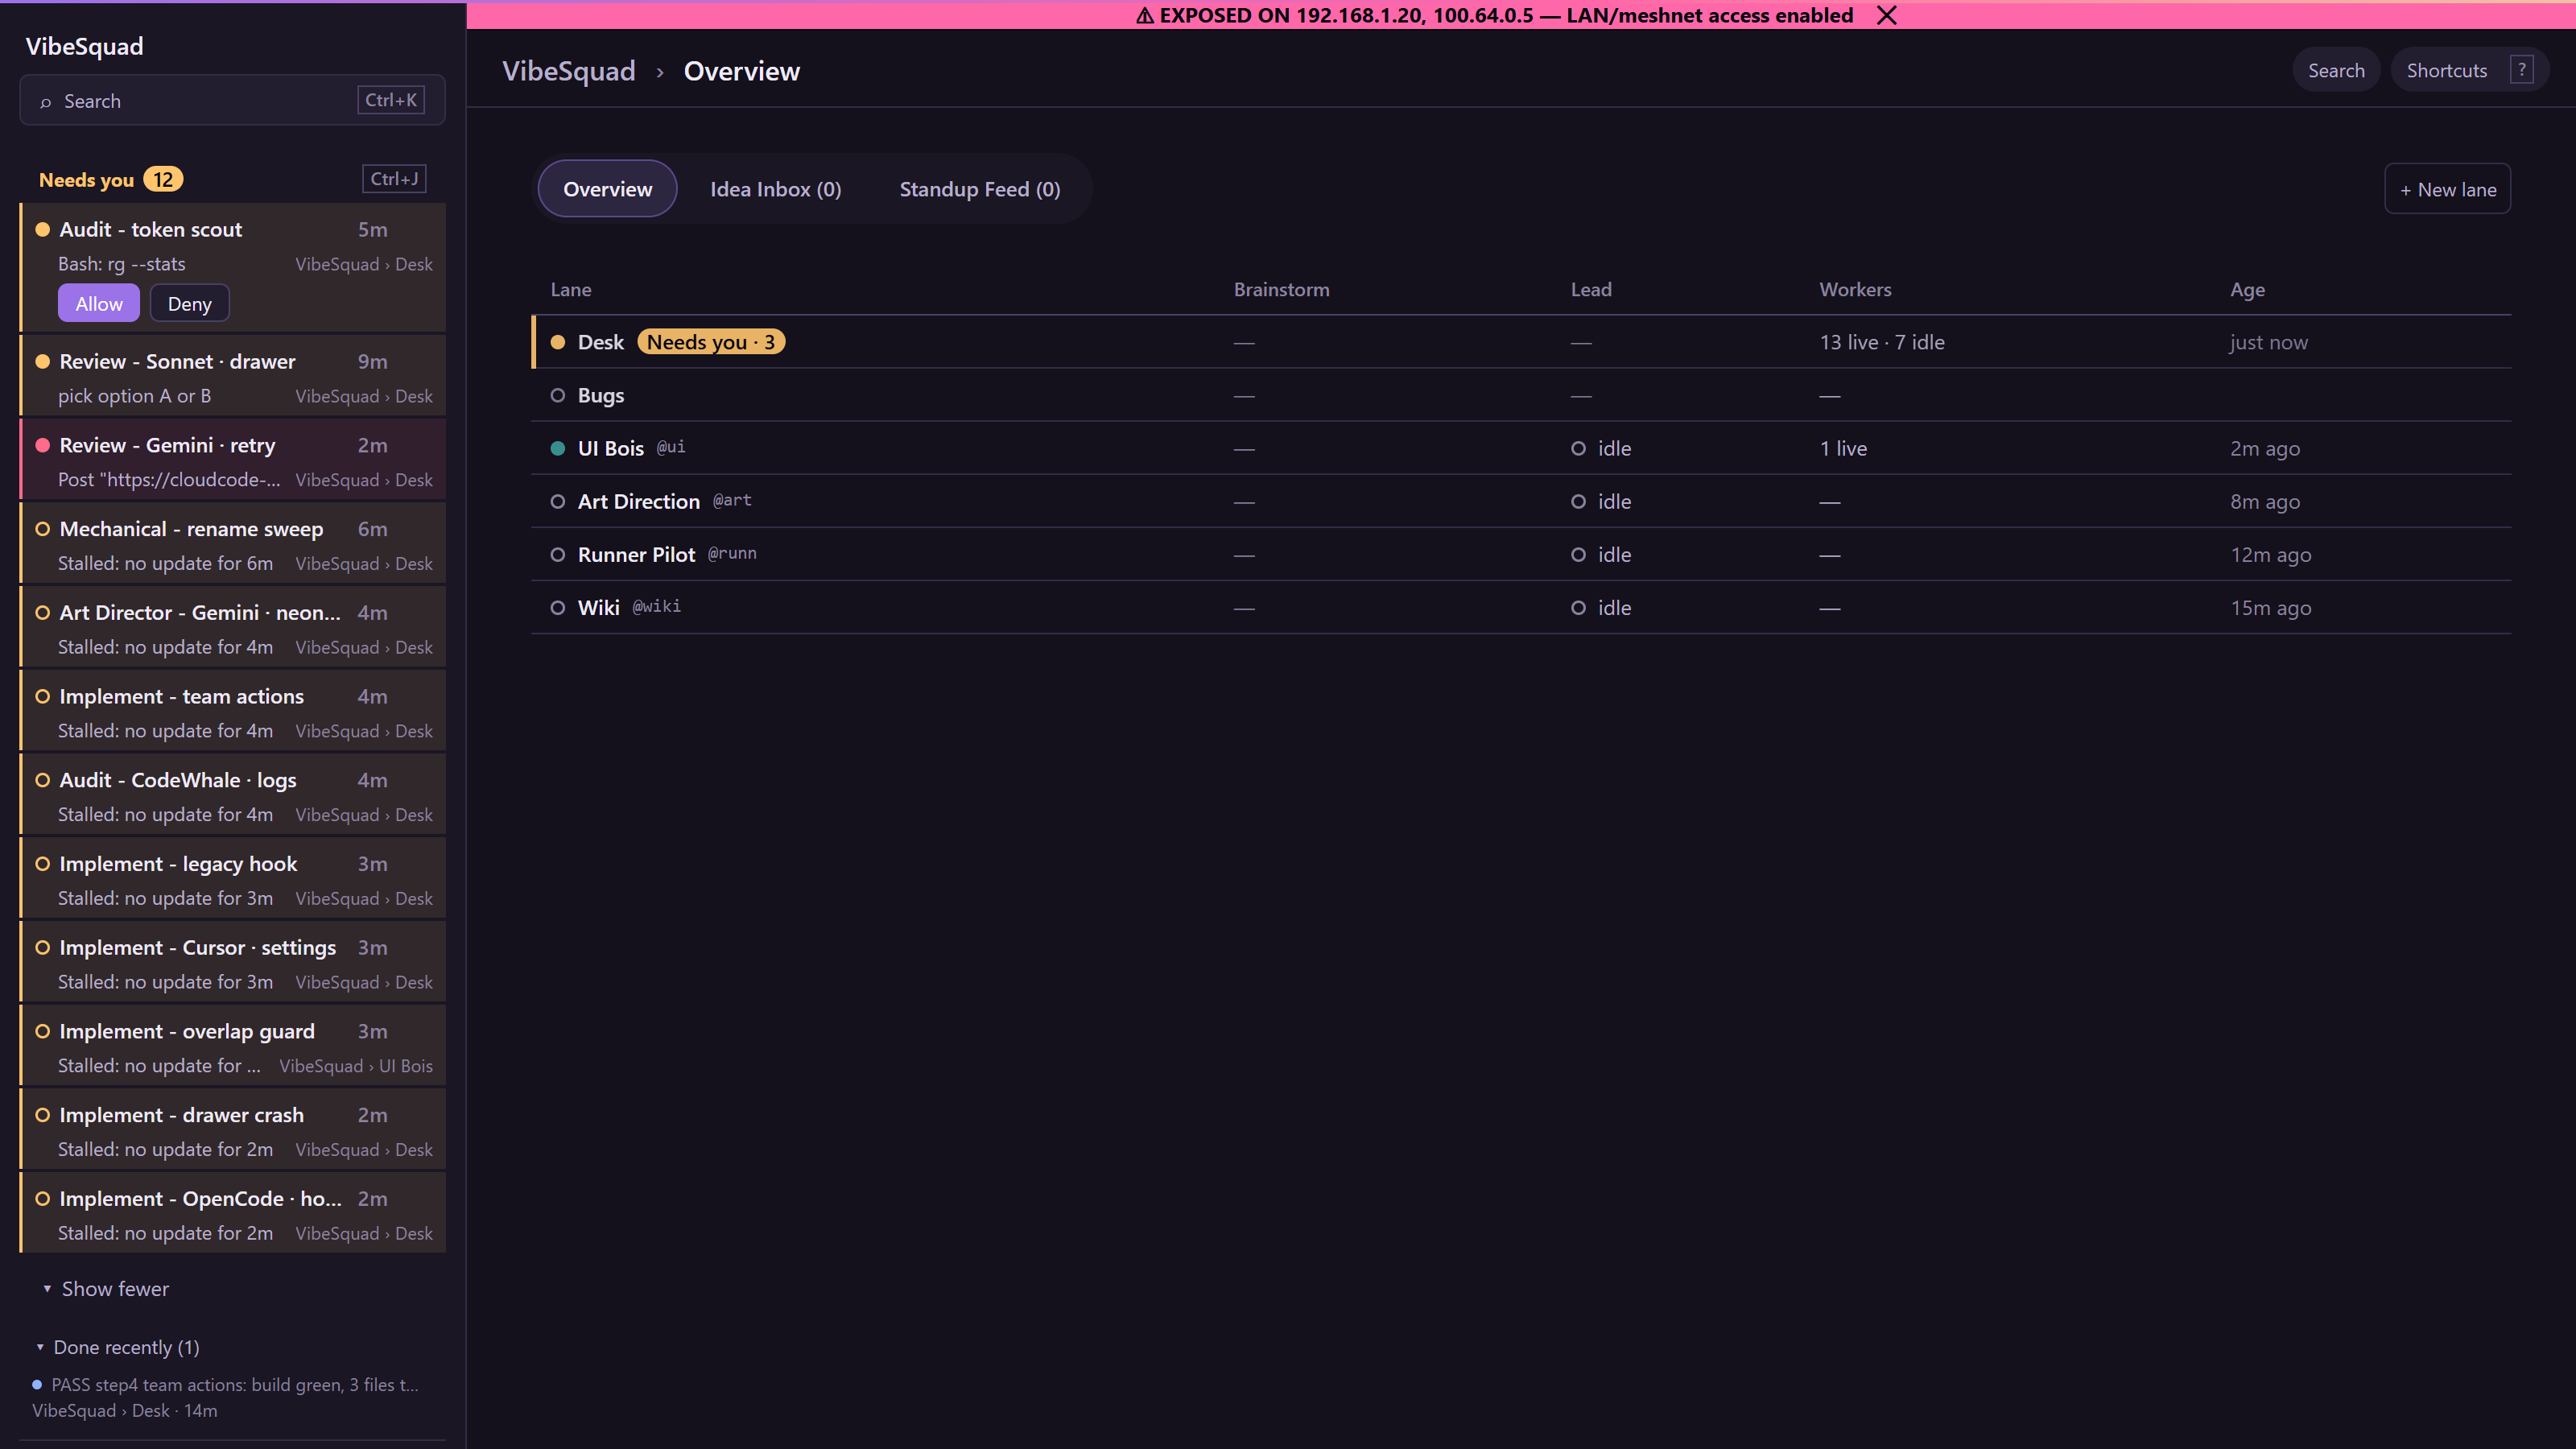 ⚠ EXPOSED ON 192.168.1.20, 100.64.0.5 — LAN/meshnet access enabled ✕
VibeSquad
Search Ctrl+K
Needs you 12 Ctrl+J
Audit - token scout 5m
Bash: rg --stats VibeSquad › Desk
Allow Deny
Review - Sonnet · drawer 9m
pick option A or B VibeSquad › Desk
Review - Gemini · retry 2m
Post "https://cloudcode-... VibeSquad › Desk
Mechanical - rename sweep 6m
Stalled: no update for 6m VibeSquad › Desk
Art Director - Gemini · neon... 4m
Stalled: no update for 4m VibeSquad › Desk
Implement - team actions 4m
Stalled: no update for 4m VibeSquad › Desk
Audit - CodeWhale · logs 4m
Stalled: no update for 4m VibeSquad › Desk
Implement - legacy hook 3m
Stalled: no update for 3m VibeSquad › Desk
Implement - Cursor · settings 3m
Stalled: no update for 3m VibeSquad › Desk
Implement - overlap guard 3m
Stalled: no update for ... VibeSquad › UI Bois
Implement - drawer crash 2m
Stalled: no update for 2m VibeSquad › Desk
Implement - OpenCode · ho... 2m
Stalled: no update for 2m VibeSquad › Desk
▾ Show fewer
▾ Done recently (1)
PASS step4 team actions: build green, 3 files t...
VibeSquad › Desk · 14m
VibeSquad › Overview
Search Shortcuts ?
Overview Idea Inbox (0) Standup Feed (0)
+ New lane
Lane Brainstorm Lead Workers Age
Desk Needs you · 3 — — 13 live · 7 idle just now
Bugs — — —
UI Bois @ui — idle 1 live 2m ago
Art Direction @art — idle — 8m ago
Runner Pilot @runn — idle — 12m ago
Wiki @wiki — idle — 15m ago